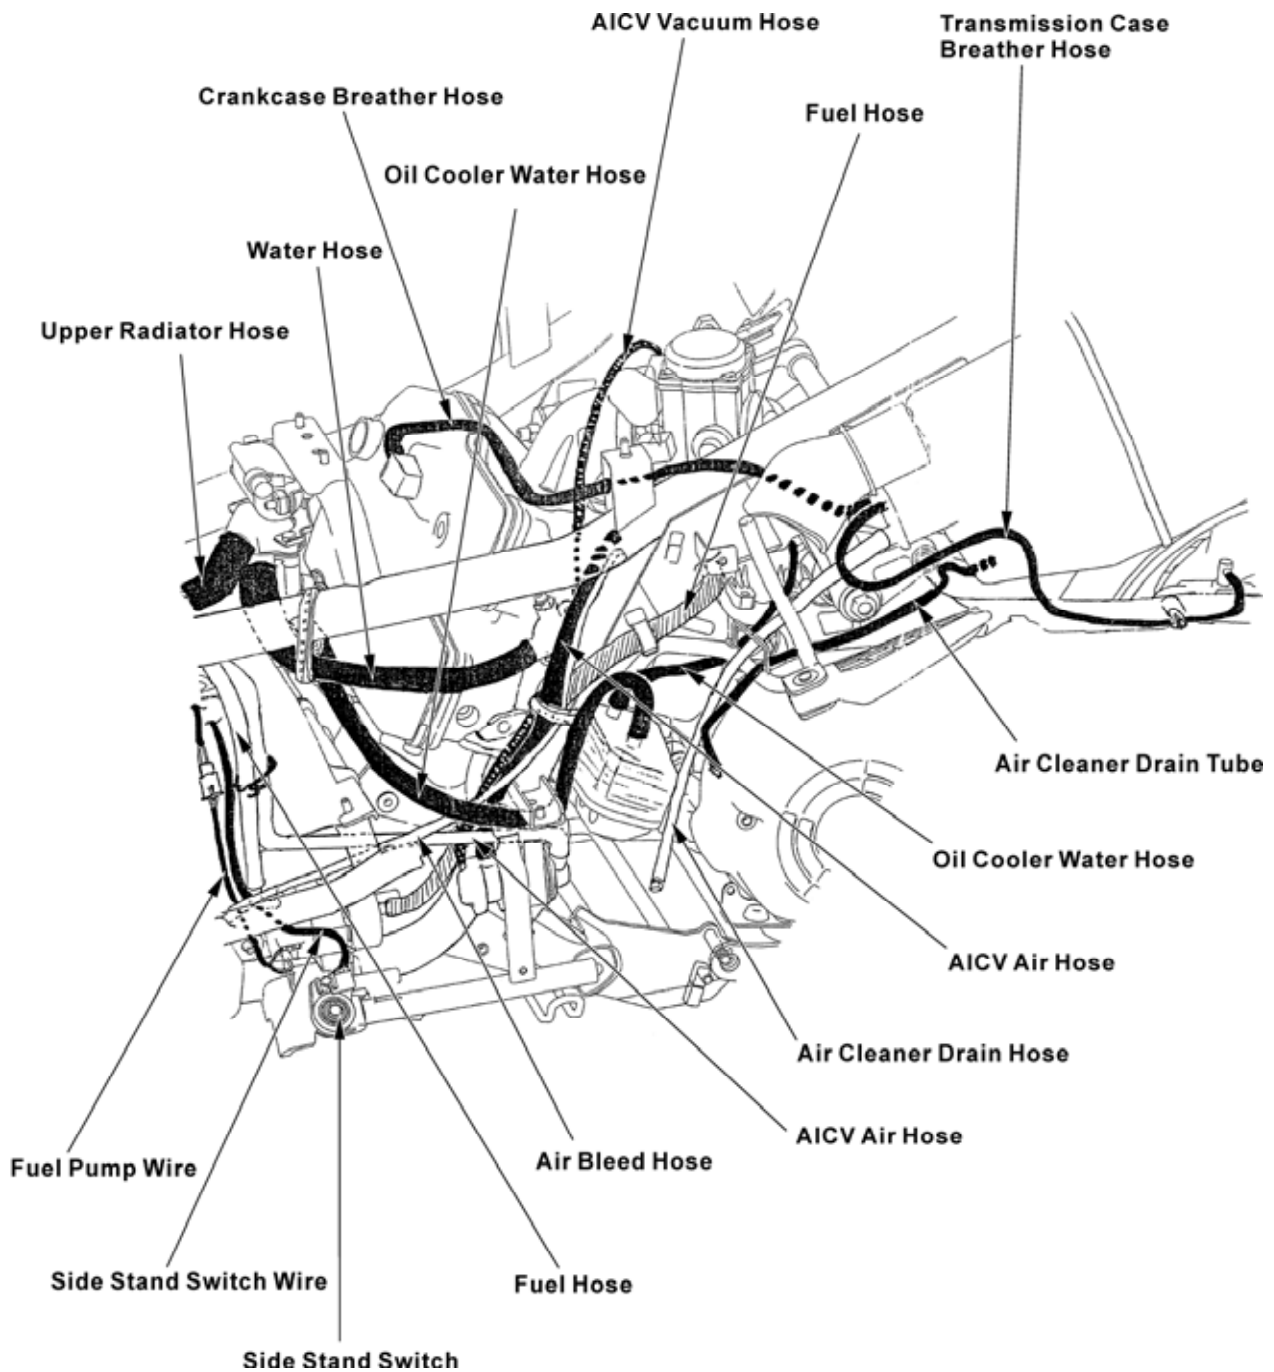 AICV Vacuum Hose
Transmission Case
Breather Hose
Crankcase Breather Hose
Fuel Hose
Oil Cooler Water Hose
Water Hose
Upper Radiator Hose
Air Cleaner Drain Tube
Oil Cooler Water Hose
AICV Air Hose
Air Cleaner Drain Hose
AICV Air Hose
Air Bleed Hose
Fuel Pump Wire
Side Stand Switch Wire
Fuel Hose
Side Stand Switch